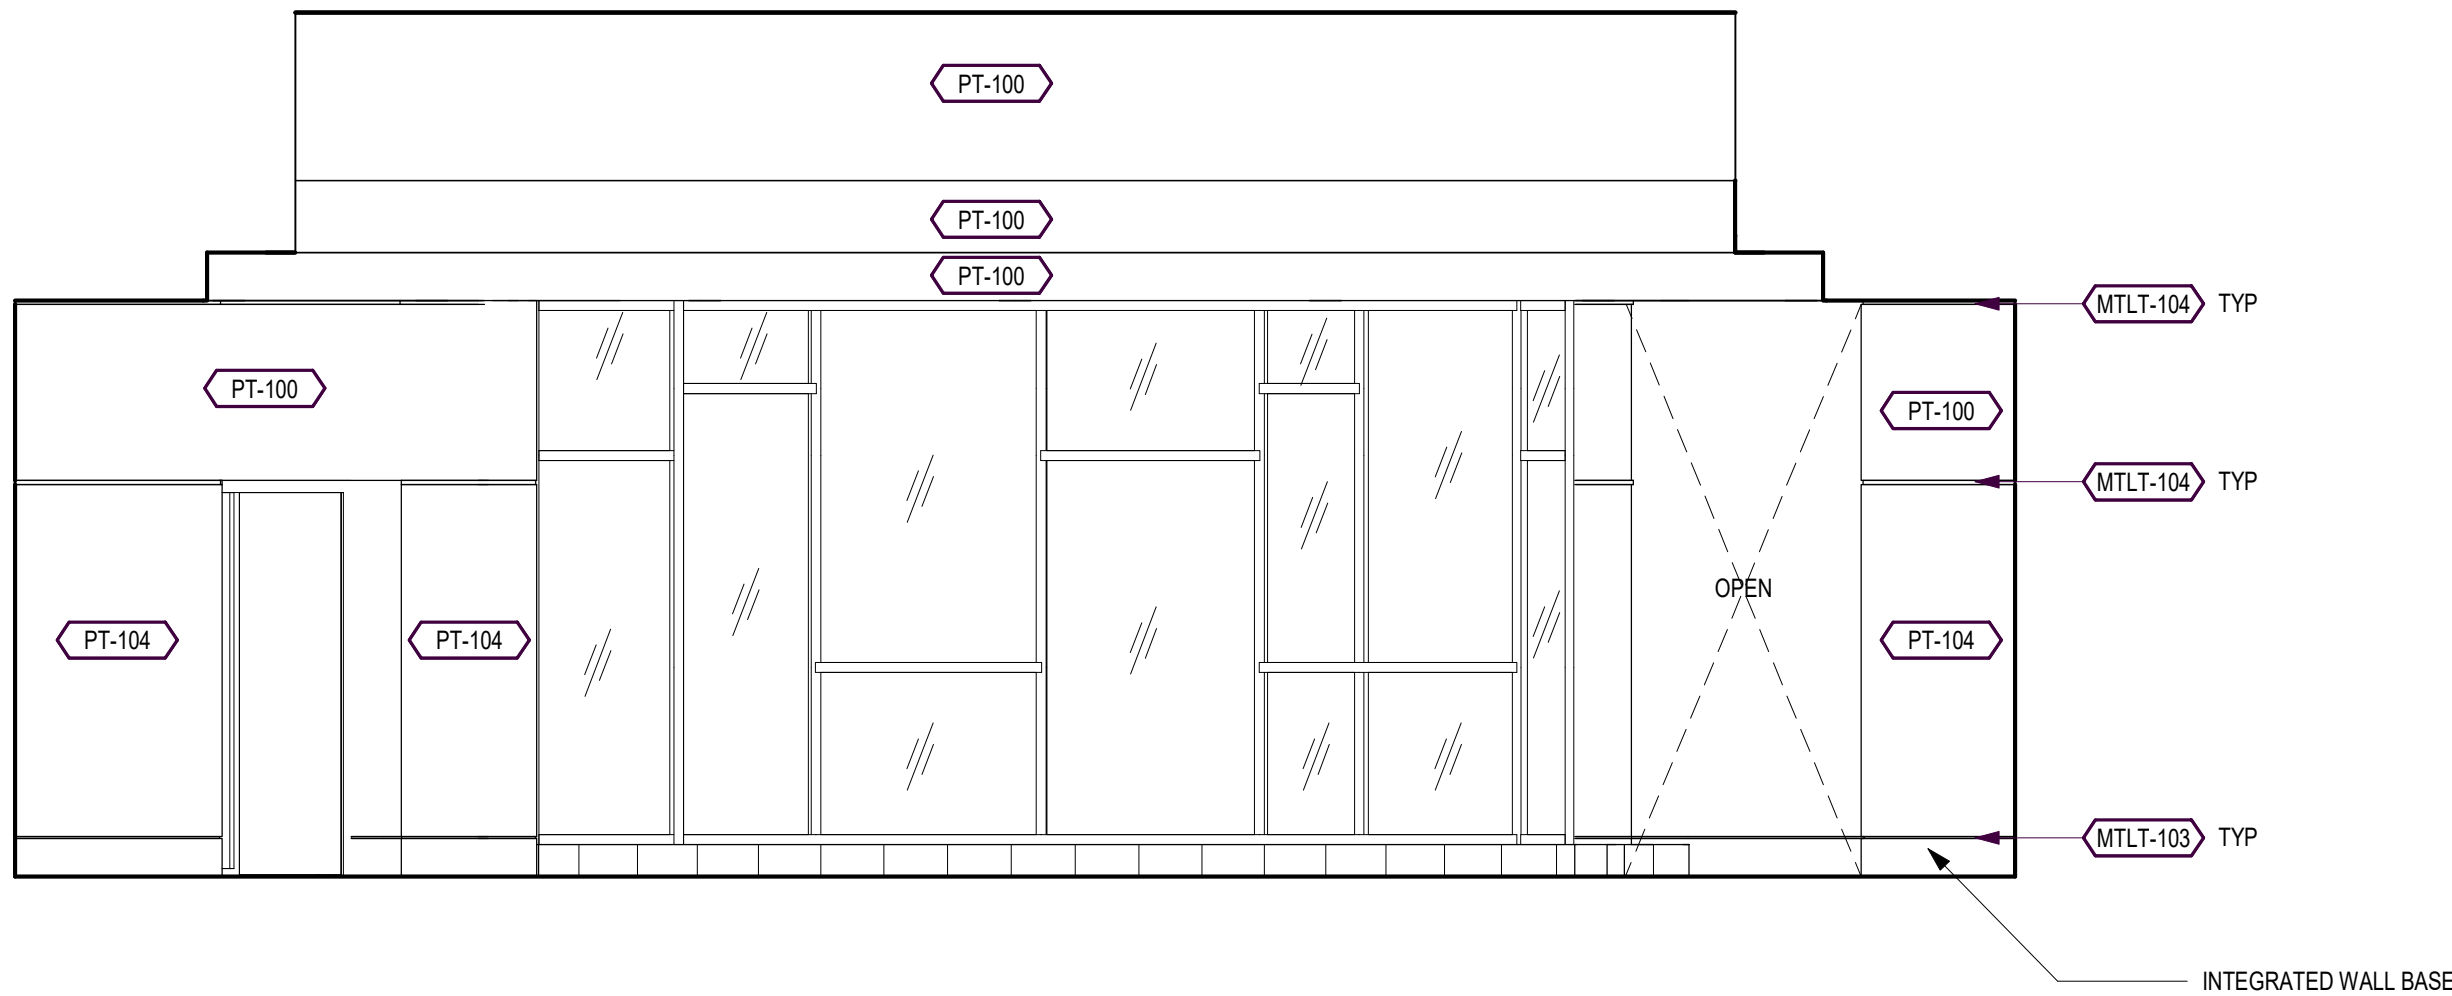 PT-100
PT-100
PT-100
MTLT-104 TYP
PT-100
PT-100
MTLT-104 TYP
OPEN
PT-104
PT-104
PT-104
MTLT-103 TYP
INTEGRATED WALL BASE